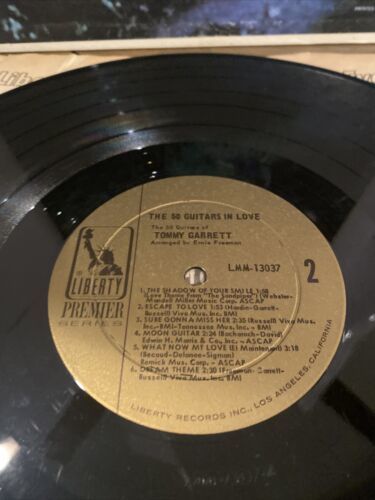 THE 50 GUITARS IN LOVE
The 50 Guitars of
TOMMY GARRETT
Arranged by Ernie Freeman
LMM-13037
2
LIBERTY
PREMIER
SERIES
1. THE SHADOW OF YOUR SMILE 1:58
(Love Theme From "The Sandpiper") (Webster-
Mandel) Miller Music Corp. ASCAP
2. ESCAPE TO LOVE 1:53 (Hardin-Garrett-
Russell) Viva Mus. Inc. BMI
3. SURE GONNA MISS HER 2:35 (Russell) Viva Mus.
Inc.-BMI-Tennessee Mus. Inc.- BMI
4. MOON GUITAR 2:24 (Bacharach-David)
Edwin H. Morris & Co., Inc. - ASCAP
5. WHAT NOW MY LOVE (Et Maintenant) 3:18
(Becaud-Delanoe-Sigman)
Remick Mus. Corp. - ASCAP
6. DREAM THEME 2:20 (Freeman-Garrett-
Russell) Viva Mus. Inc. BMI
LIBERTY RECORDS INC., LOS ANGELES, CALIFORNIA